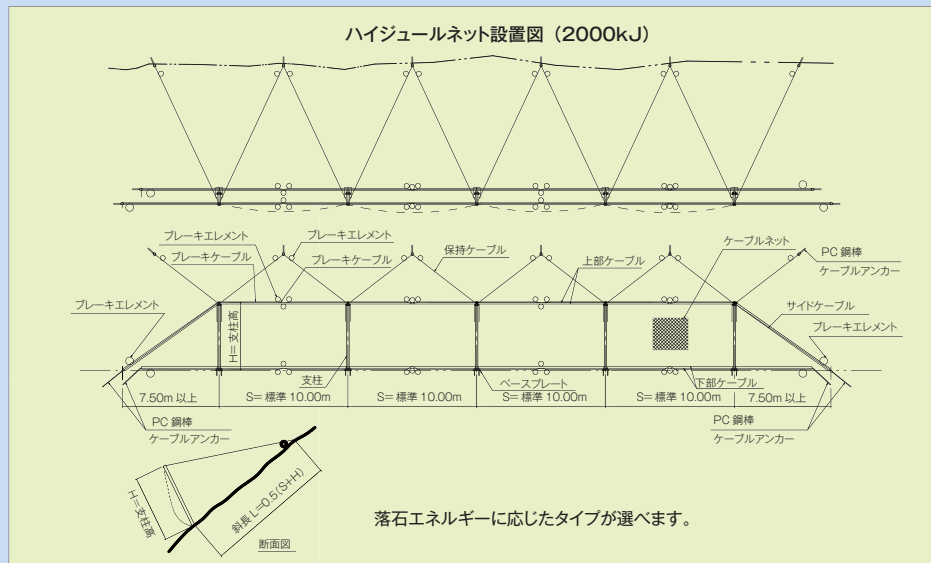 ハイジュールネット設置図（2000kJ）
ブレーキエレメント
ブレーキエレメント
ケーブルネット
ブレーキケーブル
ブレーキケーブル
保持ケーブル
上部ケーブル
PC 鋼棒
ケーブルアンカー
ブレーキエレメント
サイドケーブル
ブレーキエレメント
H＝支柱高
支柱
ベースプレート
下部ケーブル
7.50m 以上
S= 標準 10.00m
S= 標準 10.00m
S= 標準 10.00m
S= 標準 10.00m
7.50m 以上
PC 鋼棒
ケーブルアンカー
PC 鋼棒
ケーブルアンカー
H＝支柱高
斜長 L=0.5(S+H)
断面図
落石エネルギーに応じたタイプが選べます。